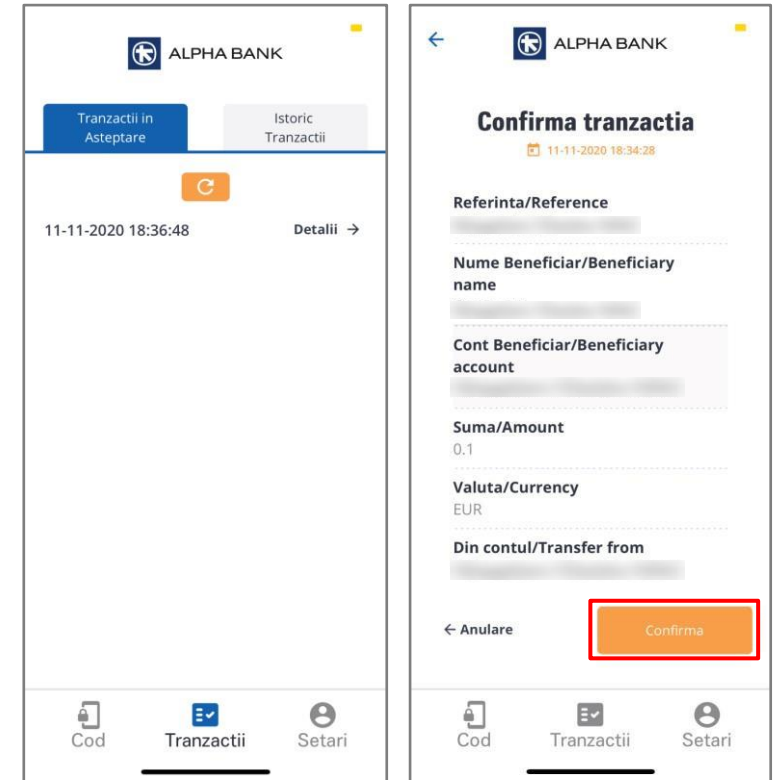 ALPHA BANK
Tranzactii in
Asteptare
Istoric
Tranzactii
11-11-2020 18:36:48
Detalii →
Cod
Tranzactii
Setari
←
ALPHA BANK
Confirma tranzactia
11-11-2020 18:34:28
Referinta/Reference
Nume Beneficiar/Beneficiary
name
Cont Beneficiar/Beneficiary
account
Suma/Amount
0.1
Valuta/Currency
EUR
Din contul/Transfer from
← Anulare
Confirma
Cod
Tranzactii
Setari